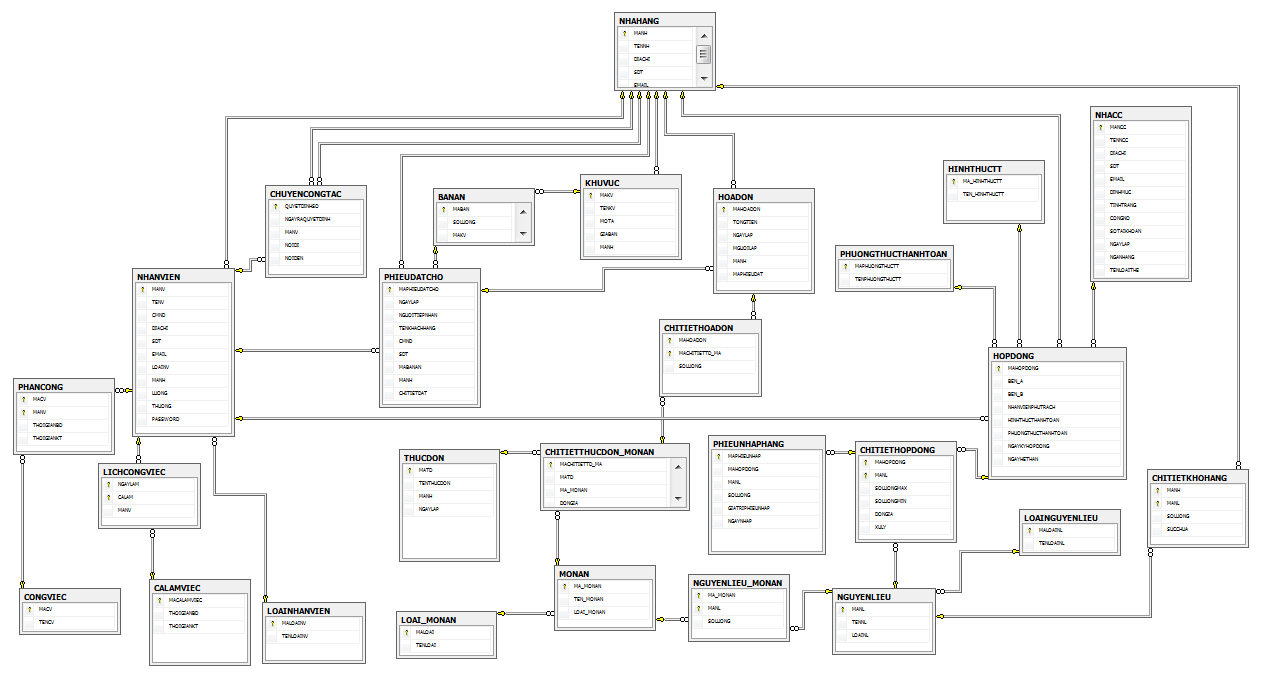 NHAHANG
MANH
TENNH
DIACHI
SDT
EMAIL
NHACC
MANCC
TENNCC
DIACHI
SDT
EMAIL
DINHMUC
TINHTRANG
CONGNO
SOTAIKHOAN
NGAYLAP
NGANHANG
TENLOAITHE
HINHTHUCTT
MA_HINHTHUCTT
TEN_HINHTHUCTT
KHUVUC
MAKV
TENKV
MOTA
GIABAN
MANH
CHUYENCONGTAC
QUYETDINHSO
NGAYRAQUYETDINH
MANV
NOIDI
NOIDEN
BANAN
MABAN
SOLUONG
MAKV
HOADON
MAHOADON
TONGTIEN
NGAYLAP
NGUOILAP
MANH
MAPHIEUDAT
PHUONGTHUCTHANHTOAN
MAPHUONGTHUCTT
TENPHUONGTHUCTT
NHANVIEN
MANV
TENV
CMND
DIACHI
SDT
EMAIL
LOAINV
MANH
LUONG
THUONG
PASSWORD
PHIEUDATCHO
MAPHIEUDATCHO
NGAYLAP
NGUOITIEPNHAN
TENKHACHHANG
CMND
SDT
MABANAN
MANH
CHITIETDAT
CHITIETHOADON
MAHOADON
MACHITIETTD_MA
SOLUONG
HOPDONG
MAHOPDONG
BEN_A
BEN_B
NHANVIENPHUTRACH
HINHTHUCTHANHTOAN
PHUONGTHUCTHANHTOAN
NGAYKYHOPDONG
NGAYHETHAN
PHANCONG
MACV
MANV
THOIGIANBD
THOIGIANKT
THUCDON
MATD
TENTHUCDON
MANH
NGAYLAP
CHITIETTHUCDON_MONAN
MACHITIETTD_MA
MATD
MA_MONAN
DONGIA
PHIEUNHAPHANG
MAPHIEUNHAP
MAHOPDONG
MANL
SOLUONG
GIATRIPHIEUNHAP
NGAYNHAP
CHITIETHOPDONG
MAHOPDONG
MANL
SOLUONGMAX
SOLUONGMIN
DONGIA
XULY
LICHCONGVIEC
NGAYLAM
CALAM
MANV
CHITIETKHOHANG
MANH
MANL
SOLUONG
SUCCHUA
LOAINGUYENLIEU
MALOAINL
TENLOAINL
MONAN
MA_MONAN
TEN_MONAN
LOAI_MONAN
NGUYENLIEU_MONAN
MA_MONAN
MANL
SOLUONG
NGUYENLIEU
MANL
TENNL
LOAINL
CONGVIEC
MACV
TENCV
CALAMVIEC
MACALAMVIEC
THOIGIANBD
THOIGIANKT
LOAINHANVIEN
MALOAINV
TENLOAINV
LOAI_MONAN
MALOAI
TENLOAI